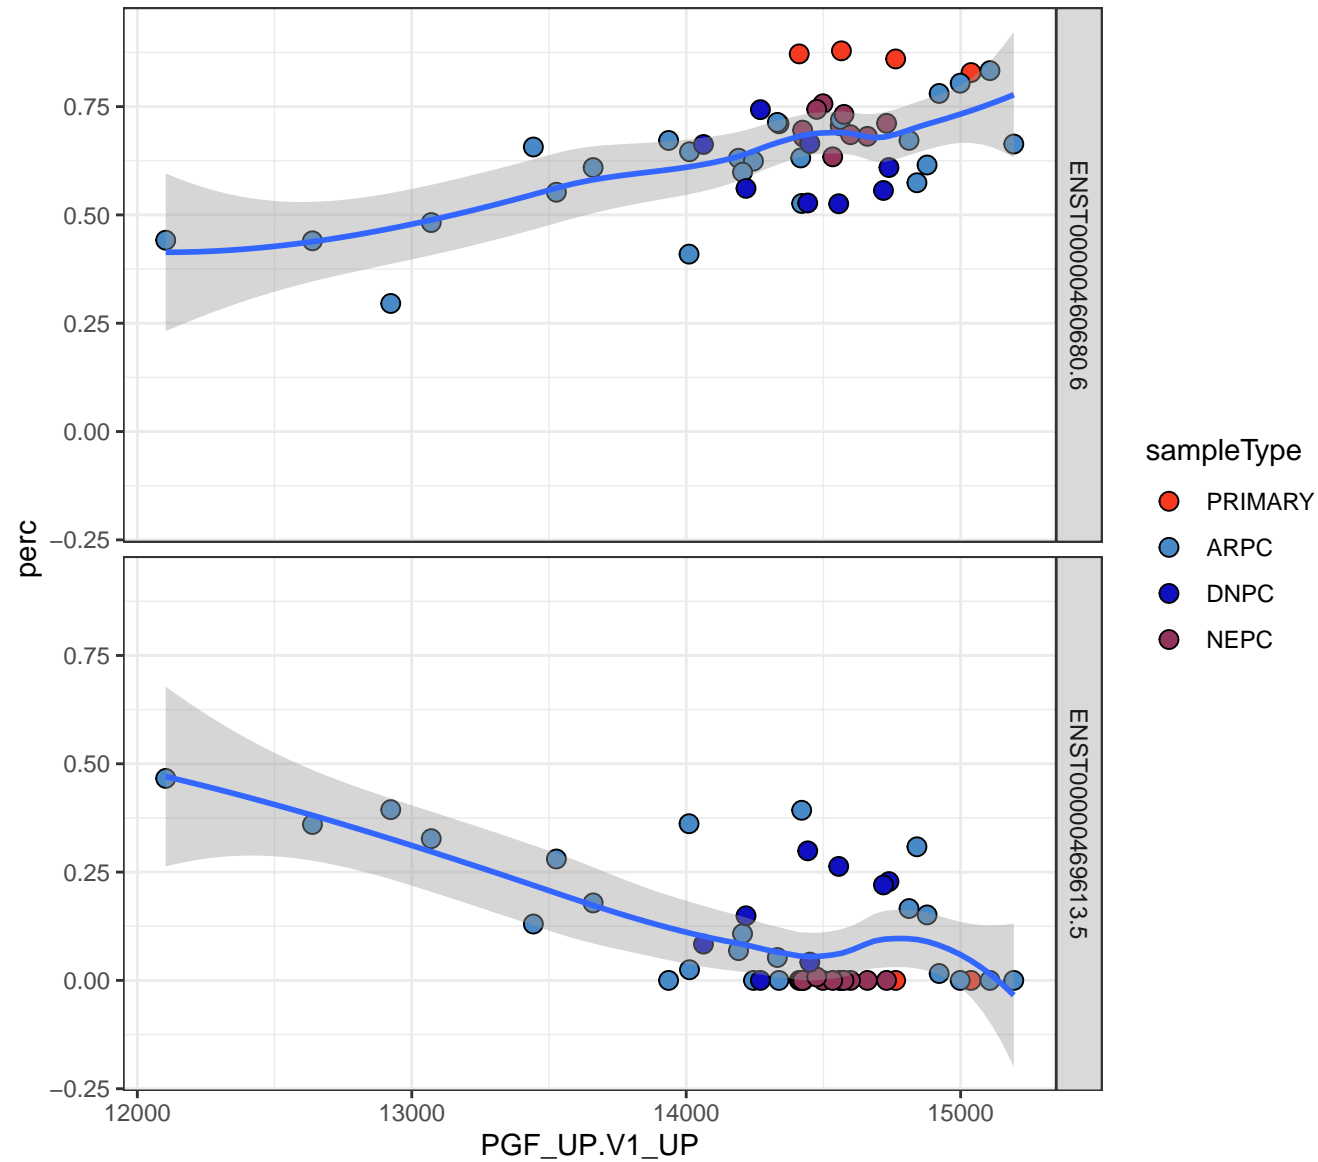 0.75
0.50
0.25
0.00
−0.25
ENST00000460680.6
0.75
0.50
0.25
0.00
−0.25
ENST00000469613.5
perc
12000 13000 14000 15000
PGF_UP.V1_UP
sampleType
PRIMARY
ARPC
DNPC
NEPC